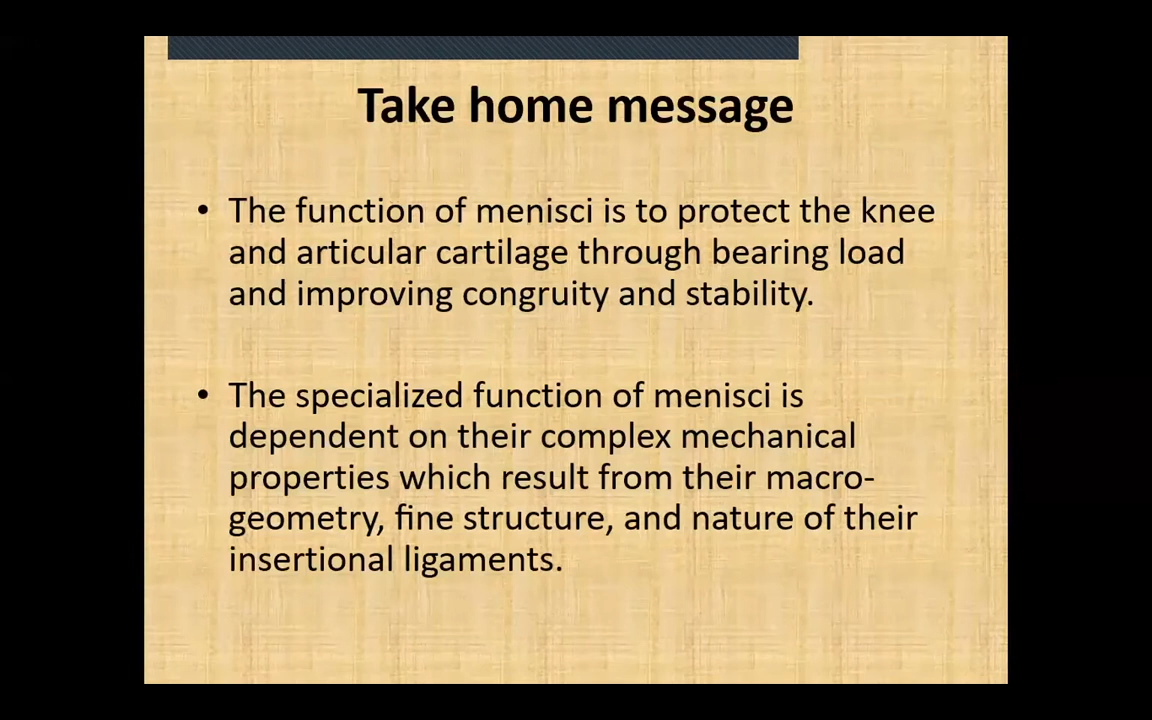 Take home message
• The function of menisci is to protect the knee
and articular cartilage through bearing load
and improving congruity and stability.
• The specialized function of menisci is
dependent on their complex mechanical
properties which result from their macro-
geometry, fine structure, and nature of their
insertional ligaments.